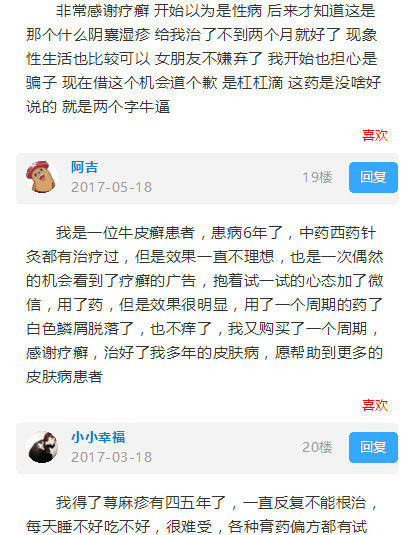 非常感谢疗癣 开始以为是性病 后来才知道这是
那个什么阴囊湿疹 给我治了不到两个月就好了 现象
性生活也比较可以 女朋友不嫌弃了 我开始也担心是
骗子 现在借这个机会道个歉 是杠杠滴 这药是没啥好
说的 就是两个字牛逼
喜欢
阿吉
2017-05-18
19楼
回复
我是一位牛皮癣患者，患病6年了，中药西药针
灸都有治疗过，但是效果一直不理想，也是一次偶然
的机会看到了疗癣的广告，抱着试一试的心态加了微
信，用了药，但是效果很明显，用了一个周期的药了
白色鳞屑脱落了，也不痒了，我又购买了一个周期，
感谢疗癣，治好了我多年的皮肤病，愿帮助到更多的
皮肤病患者
喜欢
小小幸福
2017-03-18
20楼
回复
我得了荨麻疹有四五年了，一直反复不能根治，
每天睡不好吃不好，很难受，各种膏药偏方都有试